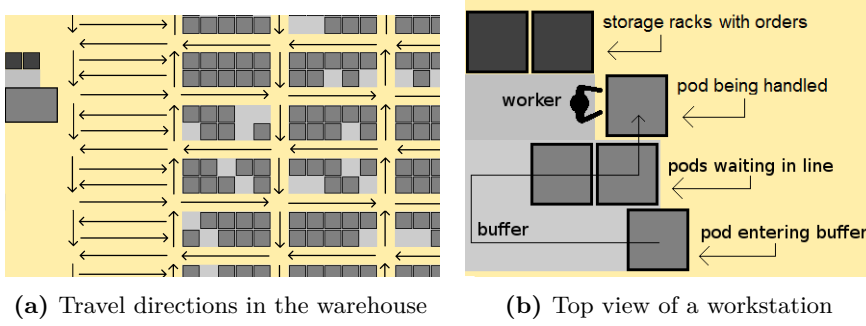 storage racks with orders
worker
pod being handled
pods waiting in line
buffer
pod entering buffer
(a) Travel directions in the warehouse
(b) Top view of a workstation